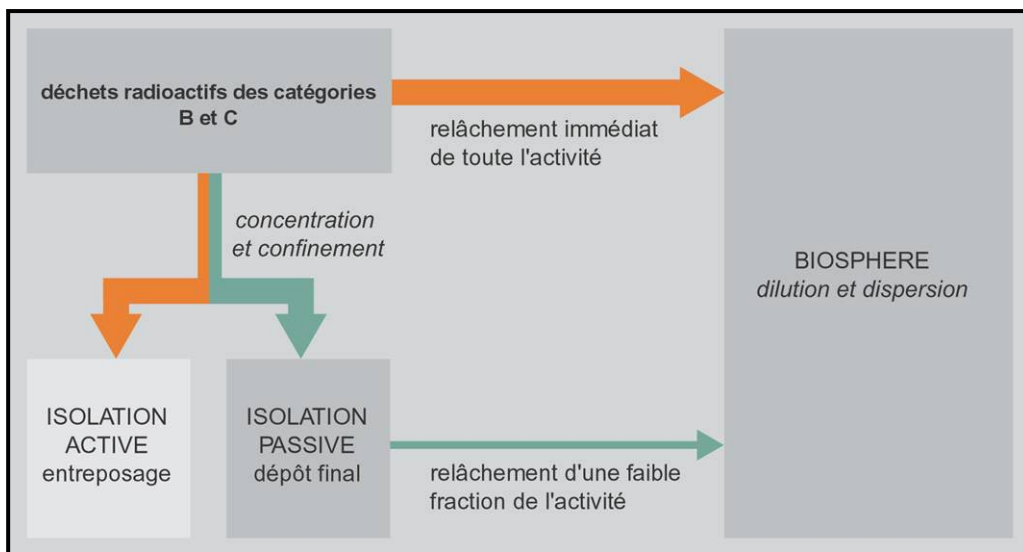 déchets radioactifs des catégories
B et C
relâchement immédiat
de toute l'activité
concentration
et confinement
BIOSPHERE
dilution et dispersion
ISOLATION
ACTIVE
entreposage
ISOLATION
PASSIVE
dépôt final
relâchement d'une faible
fraction de l'activité